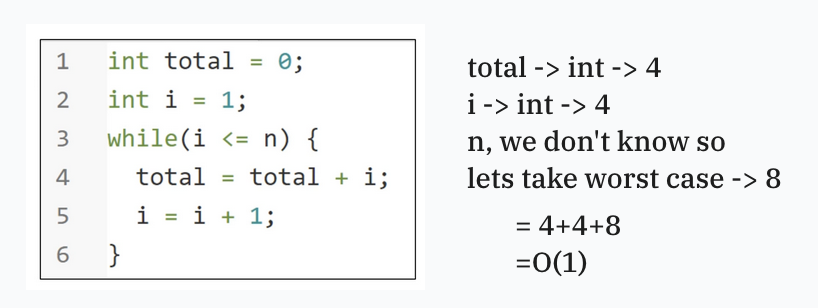 1 int total = 0;
2 int i = 1;
3 while(i <= n) {
4 total = total + i;
5 i = i + 1;
6 }
total -> int -> 4
i -> int -> 4
n, we don't know so
lets take worst case -> 8
= 4+4+8
=O(1)